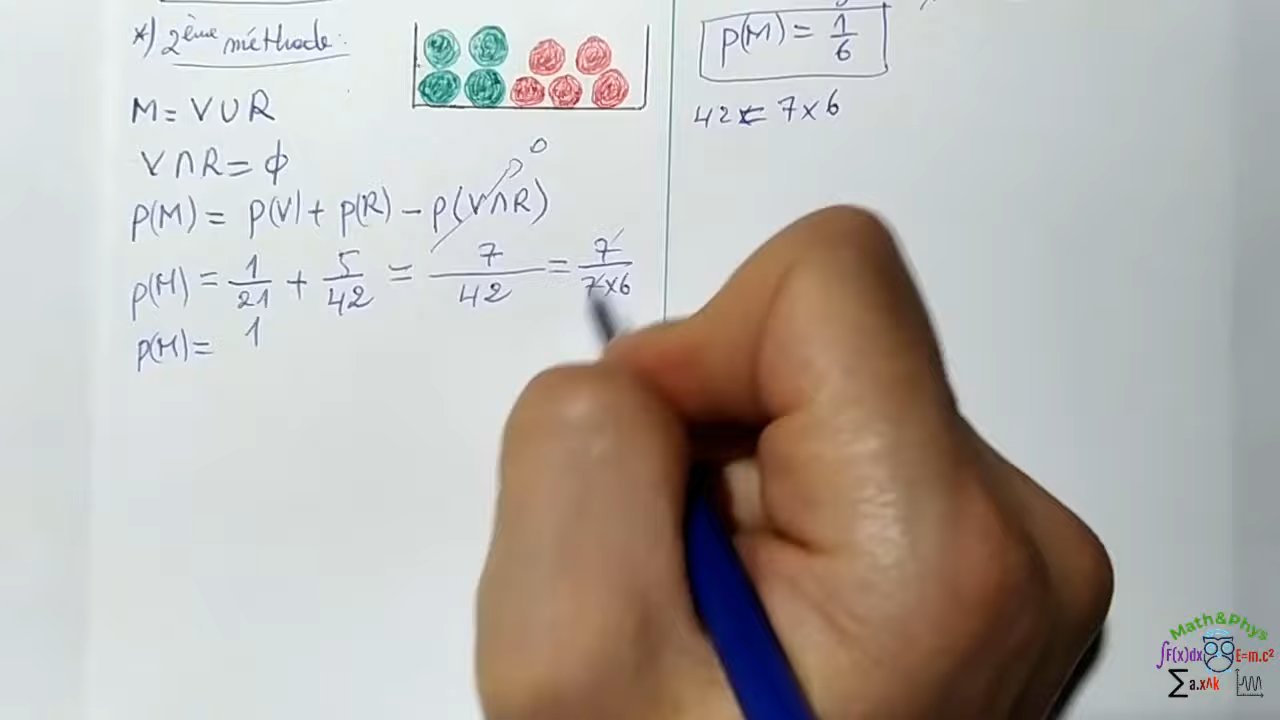 *) 2ème méthode:
M = V ∪ R
V ∩ R = ϕ
p(M) = p(V) + p(R) - p(V∩R) 0
p(M) = 1/21 + 5/42 = 7/42 = 7/7×6
p(M) = 1
p(M) = 1/6
42 = 7×6
Math&Phys
∫F(x)dx E=m.c²
∑ a.x∧k